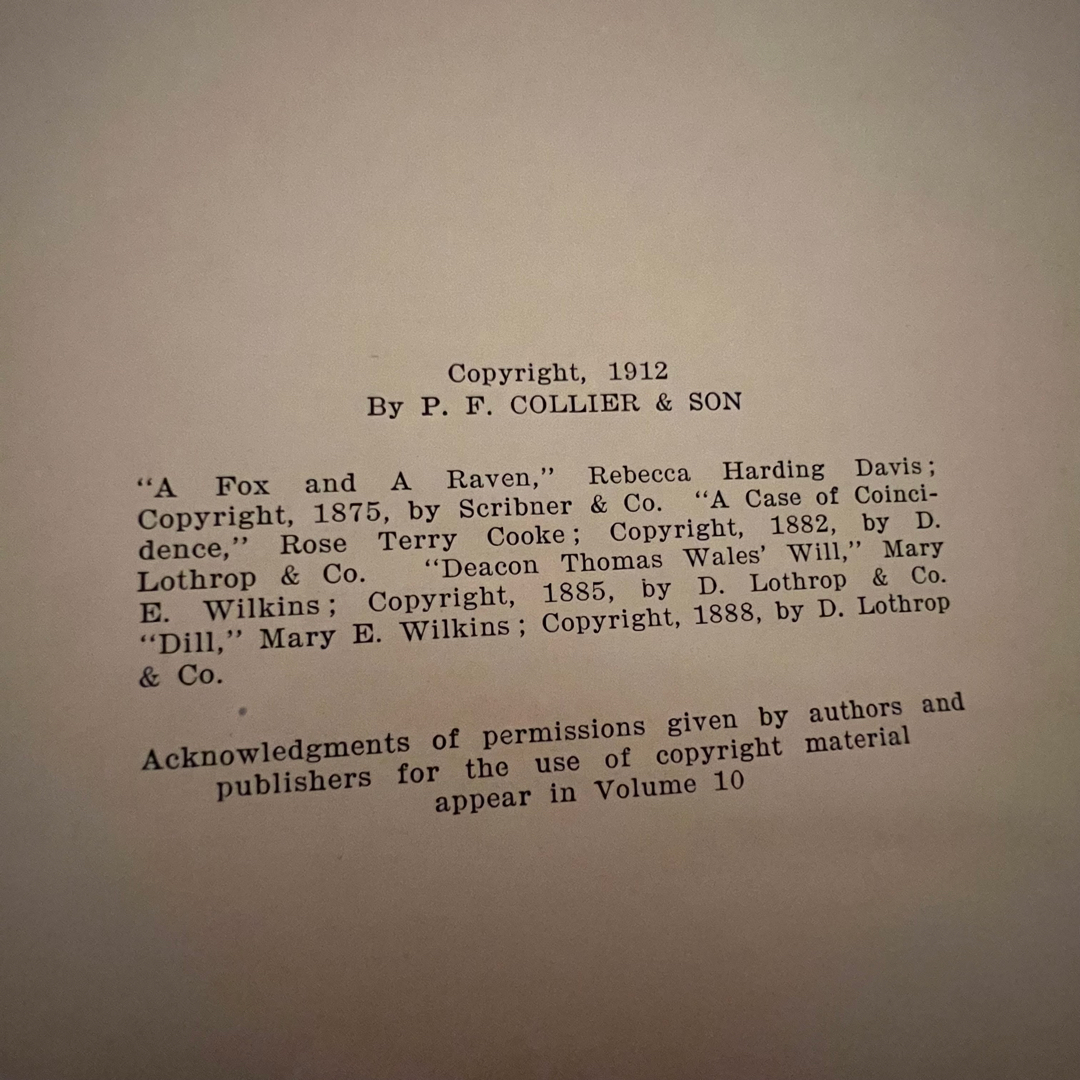 Copyright, 1912
By P. F. COLLIER & SON
“A Fox and A Raven,” Rebecca Harding Davis;
Copyright, 1875, by Scribner & Co. “A Case of Coinci-
dence,” Rose Terry Cooke; Copyright, 1882, by D.
Lothrop & Co. “Deacon Thomas Wales’ Will,” Mary
E. Wilkins; Copyright, 1885, by D. Lothrop & Co.
“Dill,” Mary E. Wilkins; Copyright, 1888, by D. Lothrop
& Co.
Acknowledgments of permissions given by authors and
publishers for the use of copyright material
appear in Volume 10